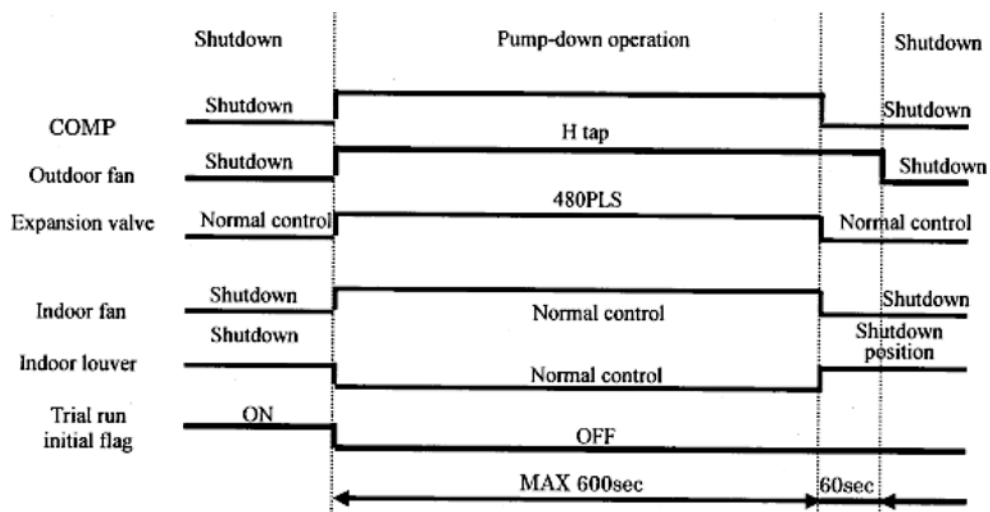 Shutdown Pump-down operation Shutdown
Shutdown Shutdown
COMP
H tap
Shutdown Shutdown
Outdoor fan
480PLS
Expansion valve Normal control Normal control
Shutdown Shutdown
Indoor fan Normal control
Shutdown Shutdown
position
Indoor louver Normal control
Trial run ON
initial flag OFF
MAX 600sec 60sec